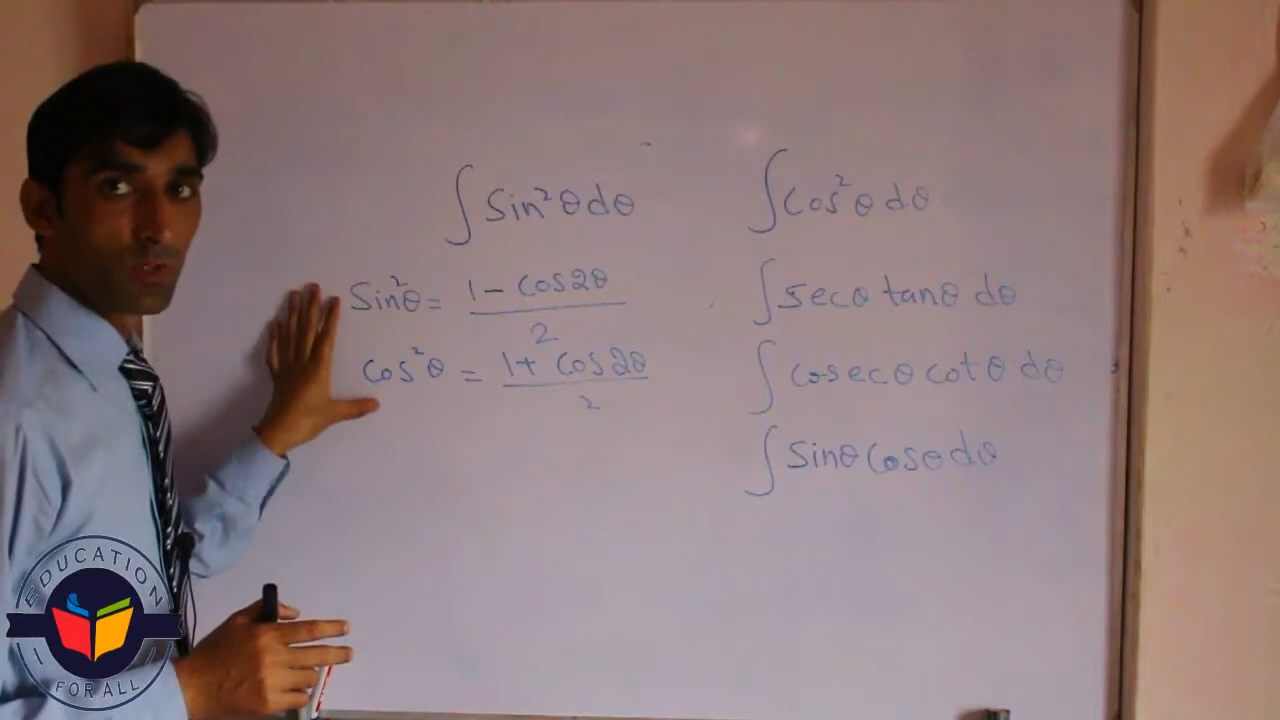 ∫ Sin²θ dθ
Sin²θ = 1 - Cos2θ / 2
Cos²θ = 1 + Cos2θ / 2
∫ Cos²θ dθ
∫ secθ tanθ dθ
∫ cosecθ cotθ dθ
∫ Sinθ Cosθ dθ
EDUCATION
FOR ALL